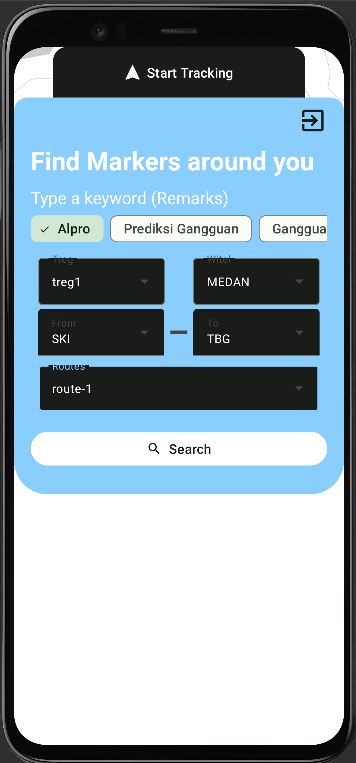 Start Tracking
Find Markers around you
Type a keyword (Remarks)
Alpro Prediksi Gangguan Ganggua
Treg Witel
treg1 MEDAN
From To
SKI TBG
Routes
route-1
Search